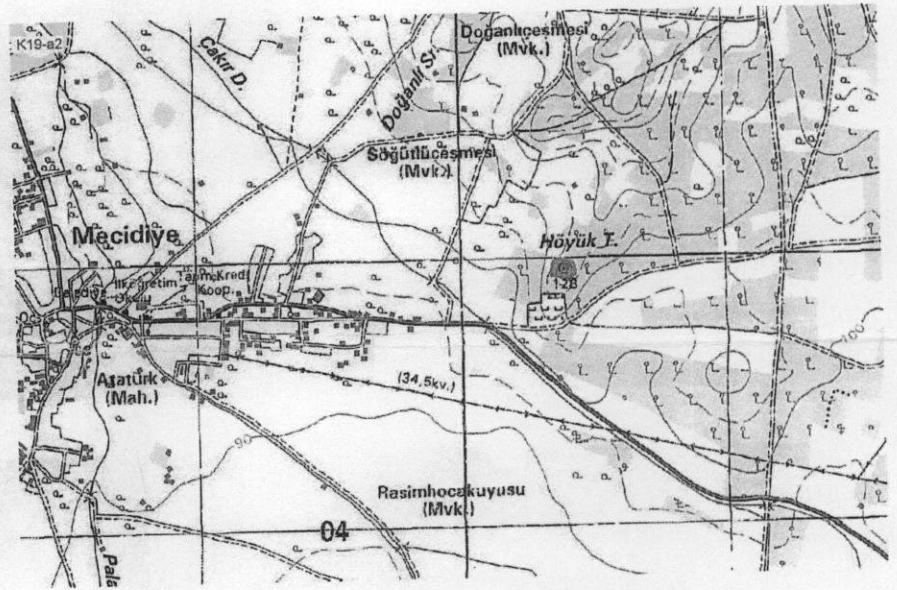 K19-a2
Çakır D.
Doğanlı Sr.
Doğanlıçeşmesi
(Mvk.)
Söğütlüçeşmesi
(Mvk.)
Mecidiye
Höyük T.
128
İlköğretim
Okulu
Tarım Kredi
Koop.
Belediye
Atatürk
(Mah.)
(34,5kv.)
100
90
Rasimhocakuyusu
(Mvk.)
04
Pala